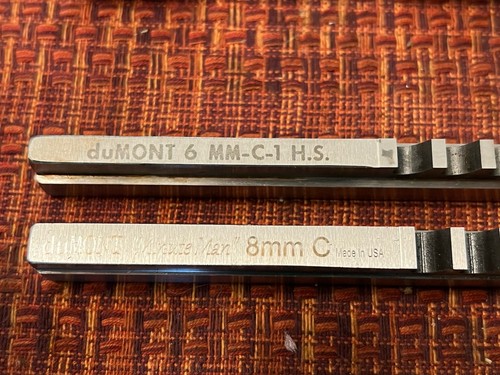 duMONT 6 MM-C-1 H.S.
duMONT "Minute Man" 8mm C Made In USA